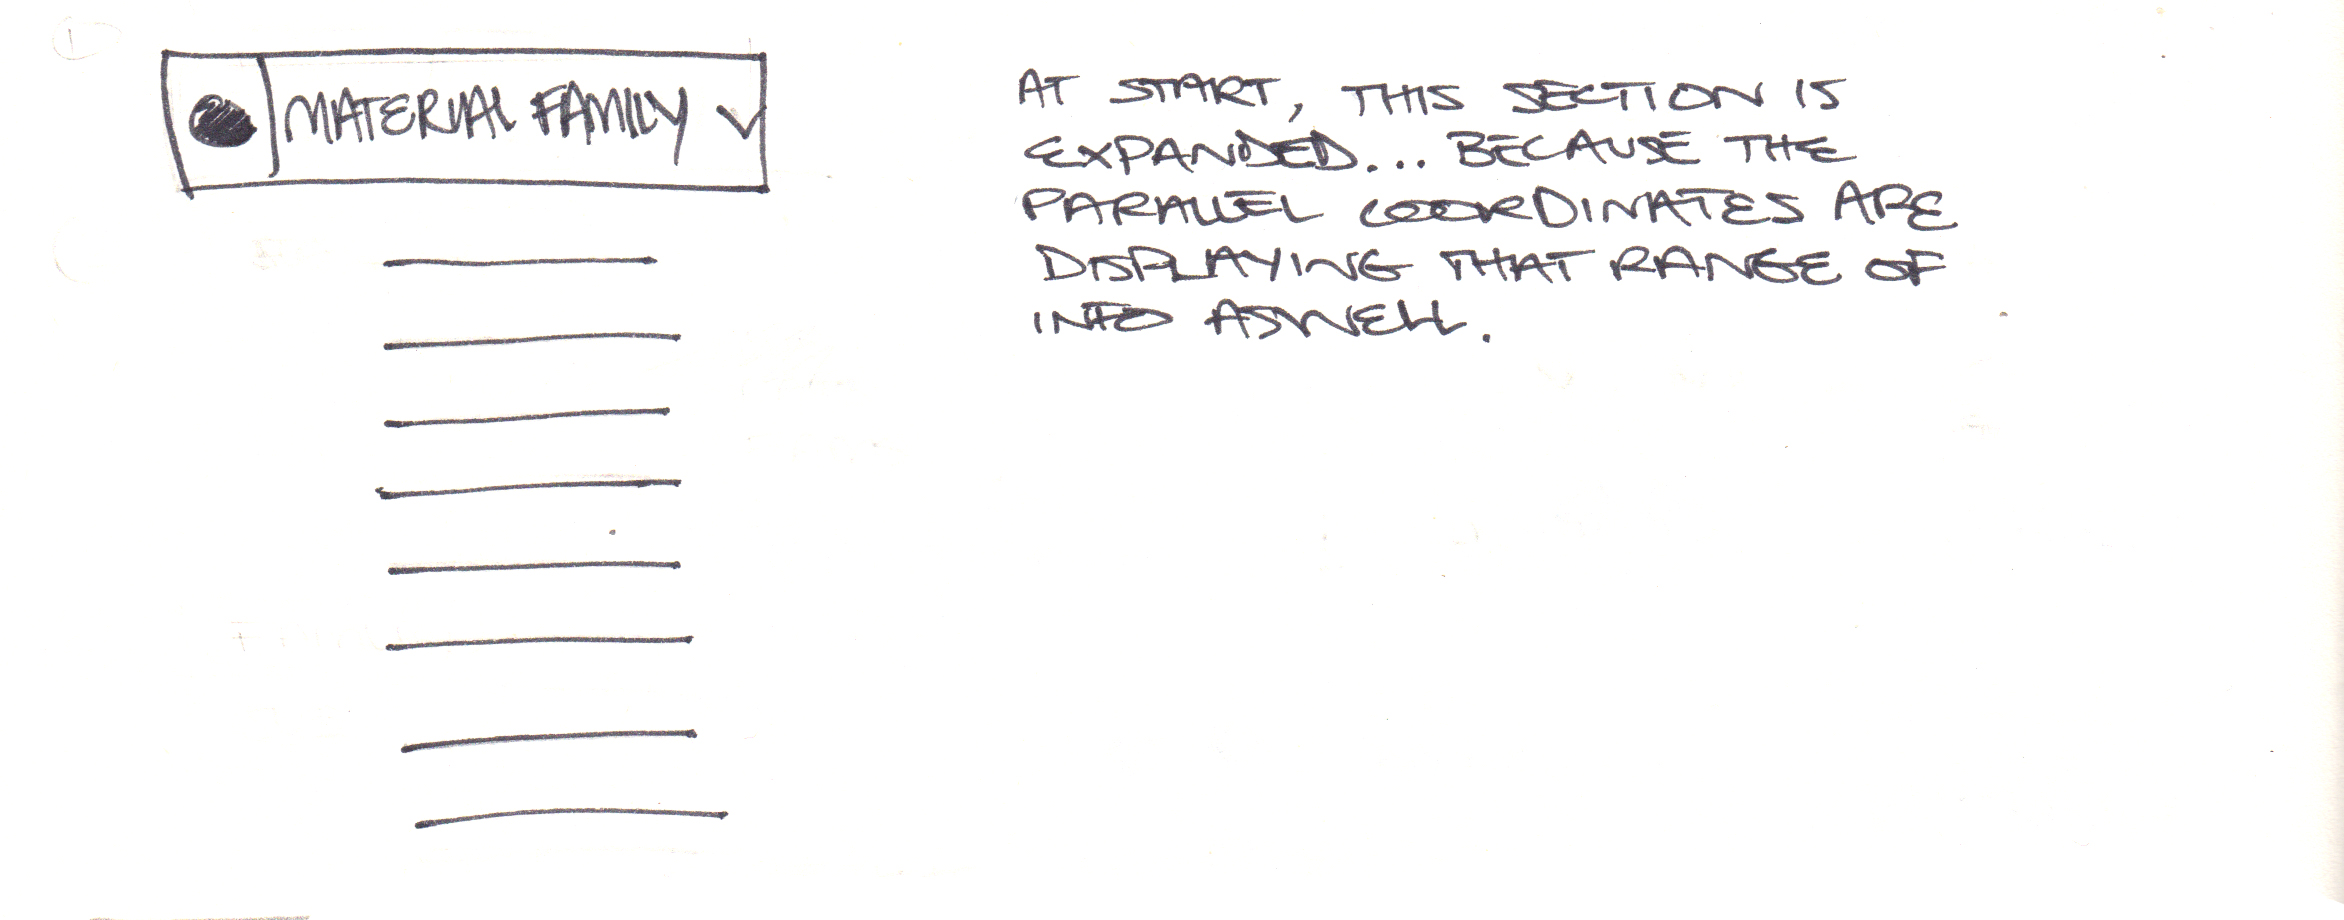 MATERIAL FAMILY
AT START, THIS SECTION IS
EXPANDED... BECAUSE THE
PARALLEL COORDINATES ARE
DISPLAYING THAT RANGE OF
INFO ASWELL.